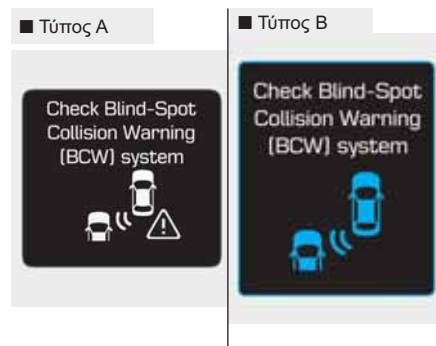 ■ Τύπος A
Check Blind-Spot
Collision Warning
(BCW) system
■ Τύπος B
Check Blind-Spot
Collision Warning
(BCW) system